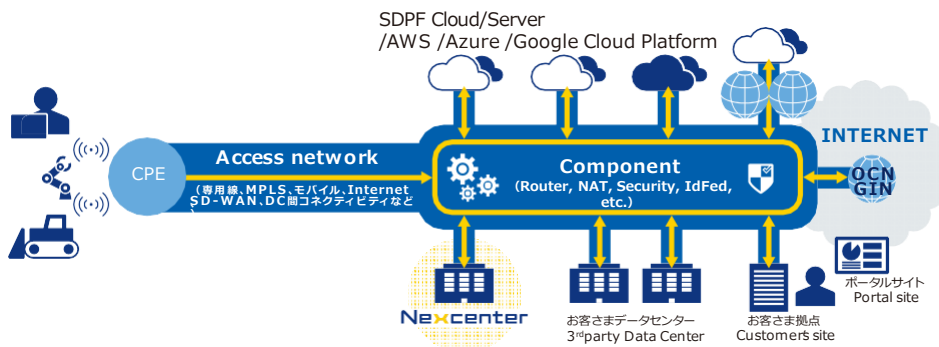 SDPF Cloud/Server
/AWS /Azure /Google Cloud Platform
INTERNET
OCN
GIN
CPE
Access network
（専用線、MPLS、モバイル、Internet
SD-WAN、DC間コネクティビティなど
）
Component
(Router, NAT, Security, IdFed,
etc.)
Nexcenter
お客さまデータセンター
3rdparty Data Center
お客さま拠点
Customers site
ポータルサイト
Portal site